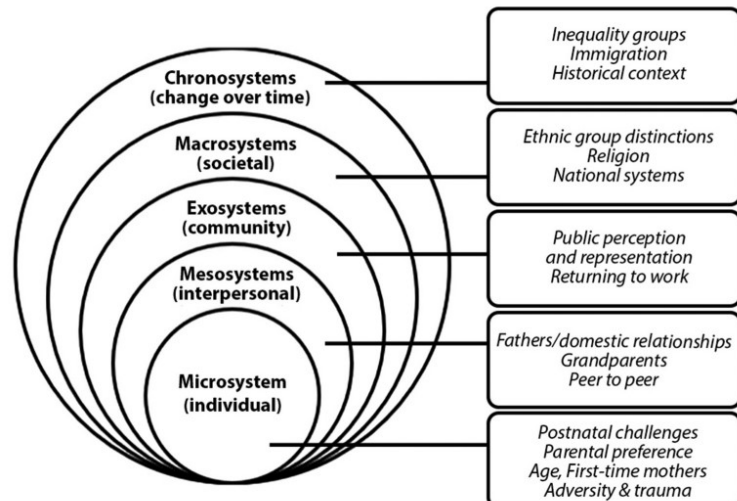 Chronosystems
(change over time)
Inequality groups
Immigration
Historical context
Macrosystems
(societal)
Ethnic group distinctions
Religion
National systems
Exosystems
(community)
Public perception
and representation
Returning to work
Mesosystems
(interpersonal)
Fathers/domestic relationships
Grandparents
Peer to peer
Microsystem
(individual)
Postnatal challenges
Parental preference
Age, First-time mothers
Adversity & trauma